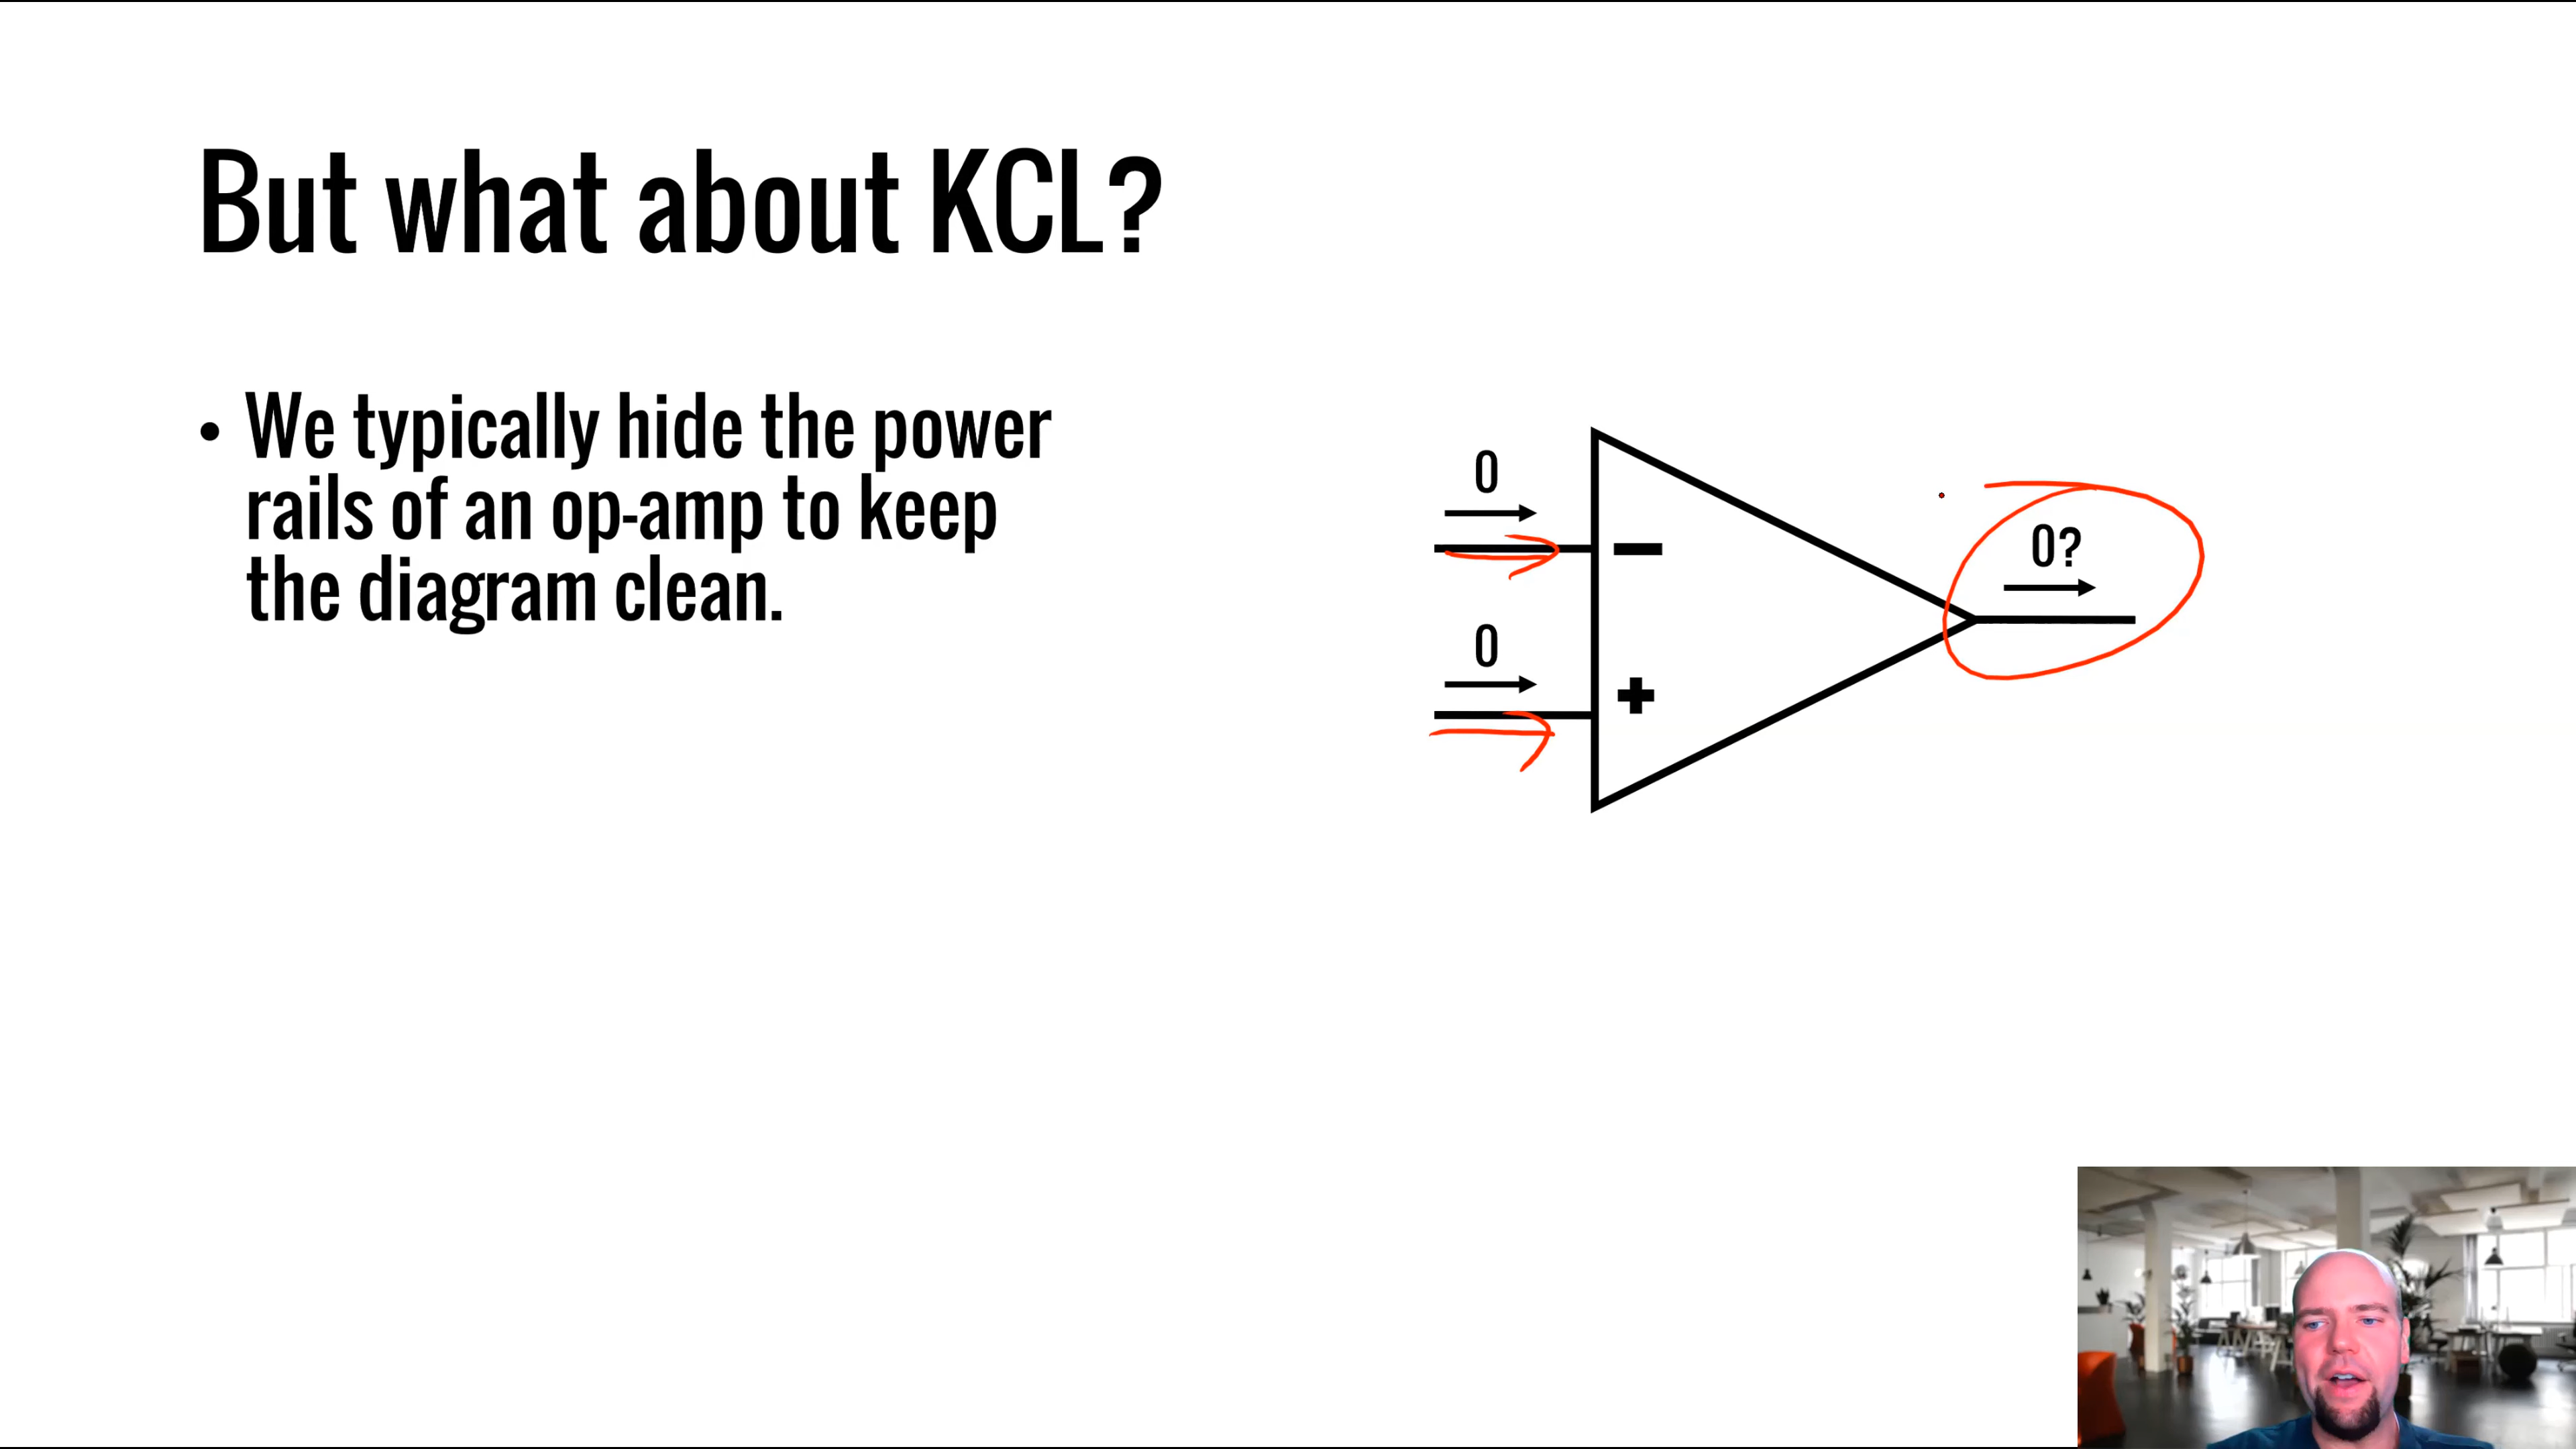 But what about KCL?
• We typically hide the power
rails of an op-amp to keep
the diagram clean.
0
−
0?
0
+